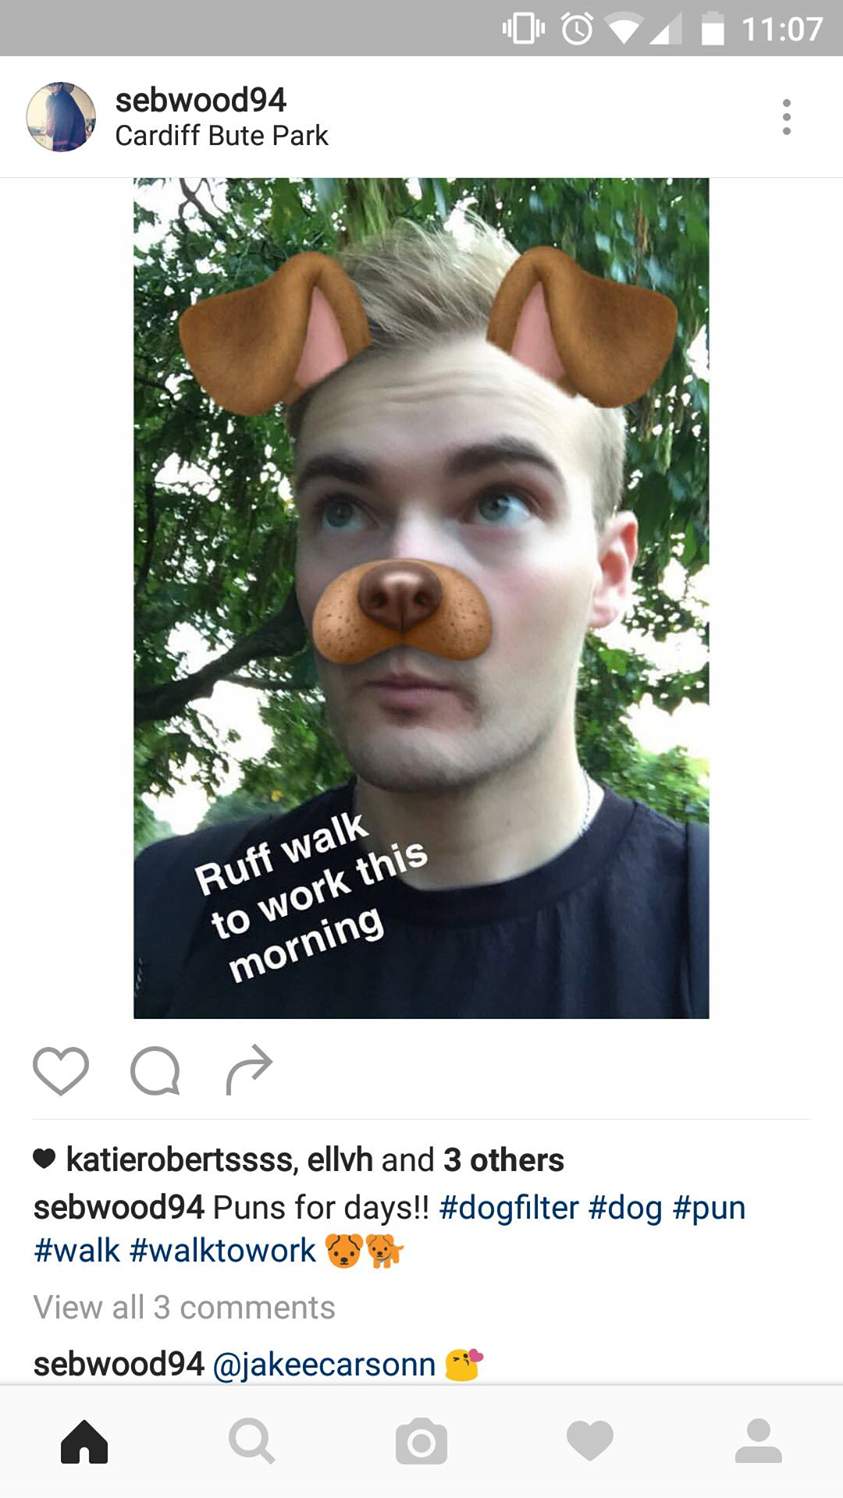 11:07
sebwood94
Cardiff Bute Park
Ruff walk
to work this
morning
katierobertssss, ellvh and 3 others
sebwood94 Puns for days!! #dogfilter #dog #pun
#walk #walktowork 🐶🐕
View all 3 comments
sebwood94 @jakeecarsonn 😘